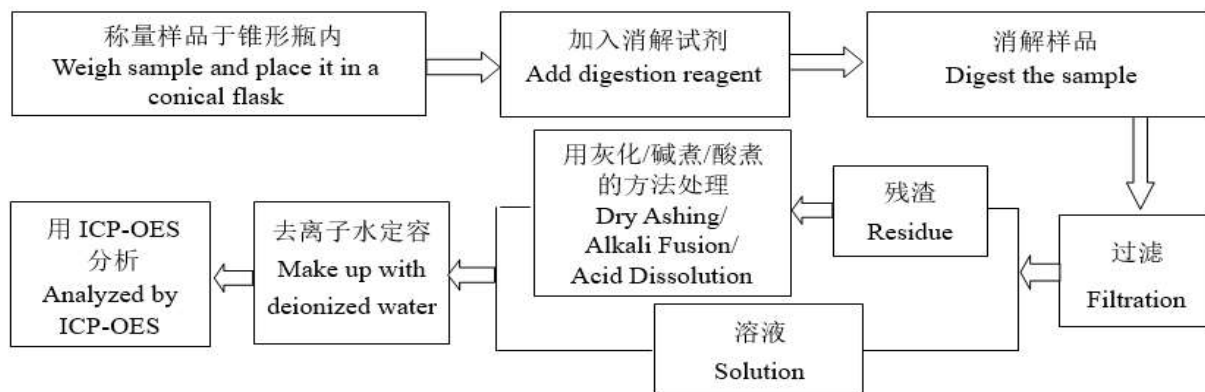 称量样品于锥形瓶内
Weigh sample and place it in a
conical flask
加入消解试剂
Add digestion reagent
消解样品
Digest the sample
过滤
Filtration
残渣
Residue
用灰化/碱煮/酸煮
的方法处理
Dry Ashing/
Alkali Fusion/
Acid Dissolution
溶液
Solution
去离子水定容
Make up with
deionized water
用 ICP-OES
分析
Analyzed by
ICP-OES